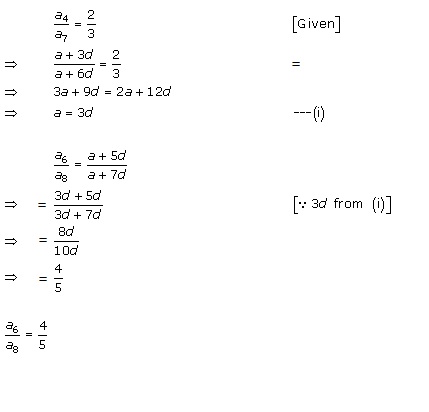 a₄/a₇ = 2/3 [Given]
⇒ (a + 3d)/(a + 6d) = 2/3 =
⇒ 3a + 9d = 2a + 12d
⇒ a = 3d ---(i)
a₆/a₈ = (a + 5d)/(a + 7d)
⇒ = (3d + 5d)/(3d + 7d) [∵ 3d from (i)]
⇒ = 8d/10d
⇒ = 4/5
a₆/a₈ = 4/5